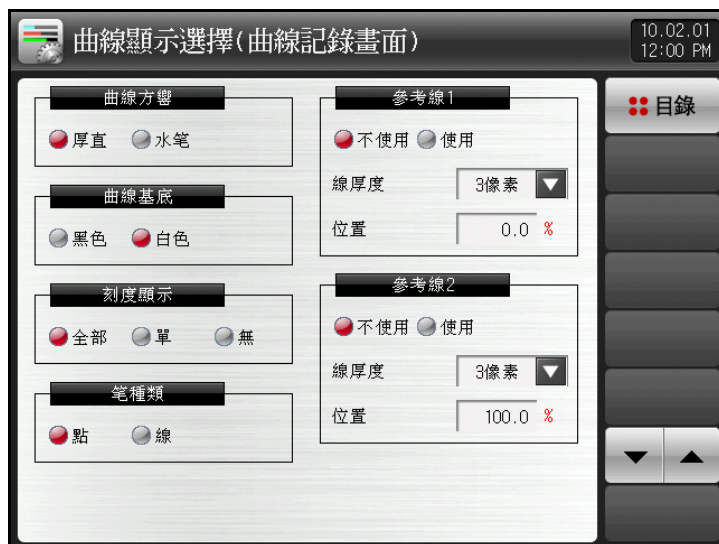 曲線顯示選擇(曲線記錄畫面)
10.02.01
12:00 PM
曲線方響
厚直 水笔
曲線基底
黑色 白色
刻度顯示
全部 單 無
笔種類
點 線
參考線1
不使用 使用
線厚度 3像素
位置 0.0 %
參考線2
不使用 使用
線厚度 3像素
位置 100.0 %
目錄